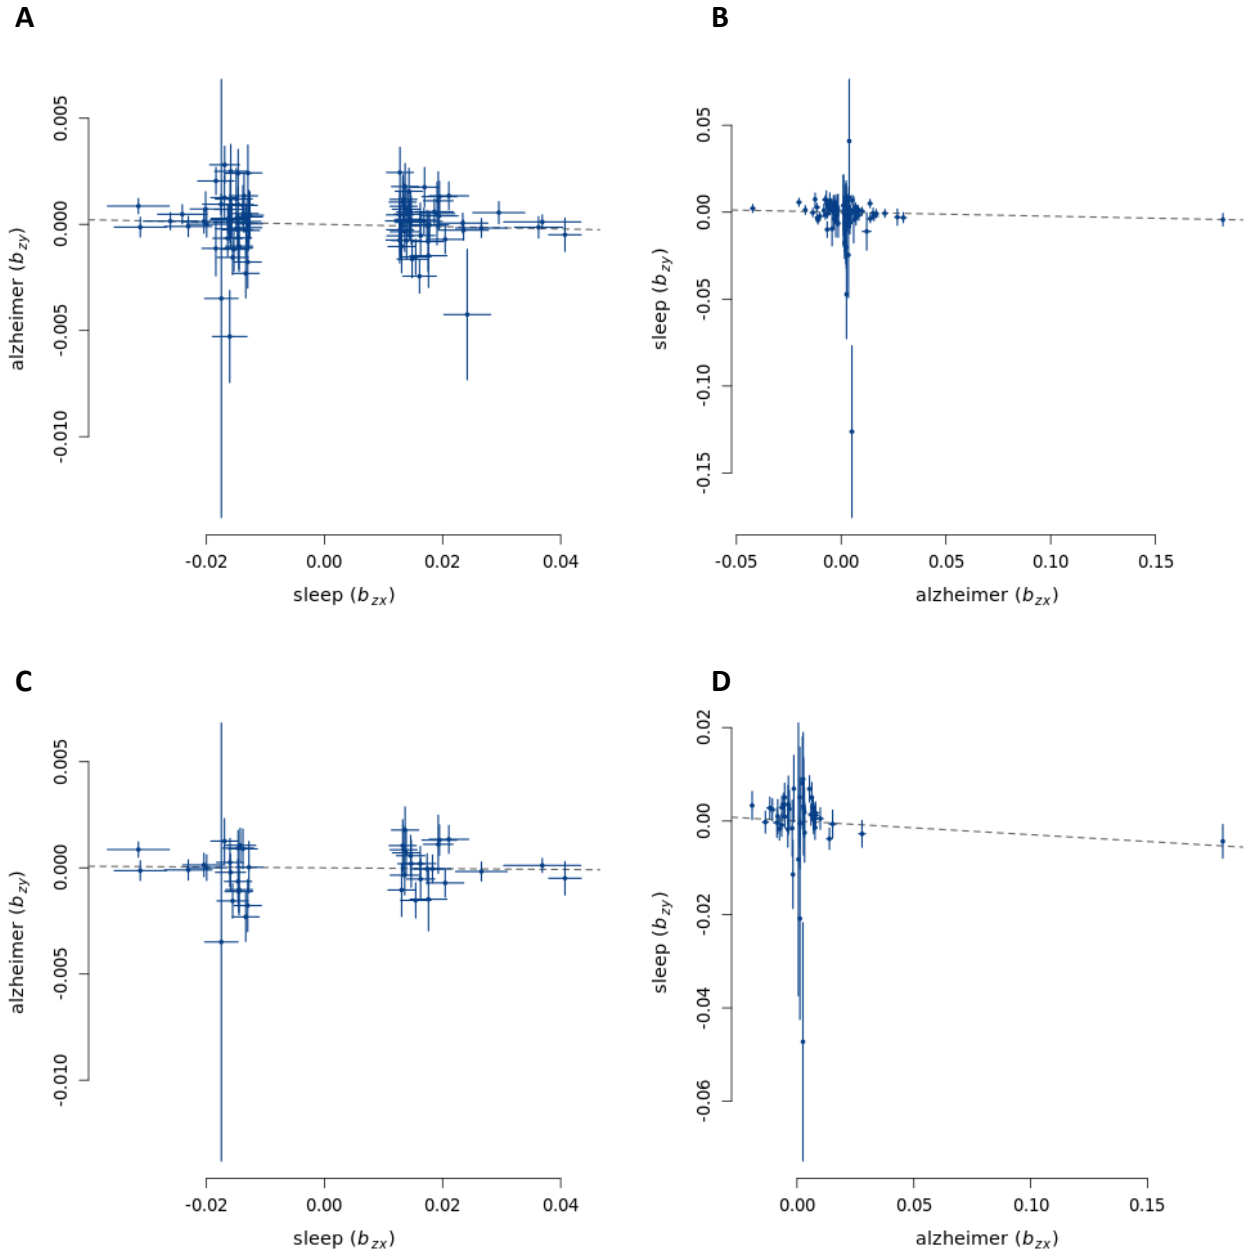 A
0.005
0.000
-0.005
-0.010
alzheimer (bzy)
-0.02 0.00 0.02 0.04
sleep (bzx)
B
0.05
0.00
-0.05
-0.10
-0.15
sleep (bzy)
-0.05 0.00 0.05 0.10 0.15
alzheimer (bzx)
C
0.005
0.000
-0.005
-0.010
alzheimer (bzy)
-0.02 0.00 0.02 0.04
sleep (bzx)
D
0.02
0.00
-0.02
-0.04
-0.06
sleep (bzy)
0.00 0.05 0.10 0.15
alzheimer (bzx)